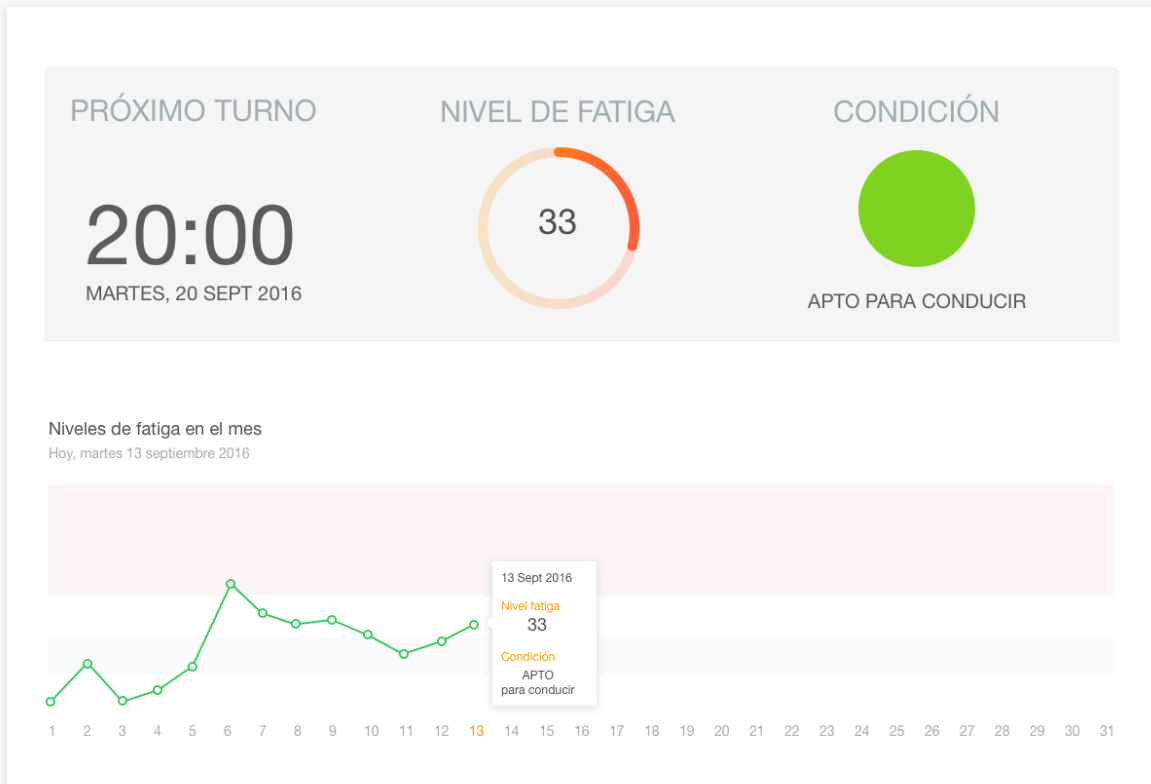 PRÓXIMO TURNO
20:00
MARTES, 20 SEPT 2016
NIVEL DE FATIGA
33
CONDICIÓN
APTO PARA CONDUCIR
Niveles de fatiga en el mes
Hoy, martes 13 septiembre 2016
13 Sept 2016
Nivel fatiga
33
Condición
APTO
para conducir
1 2 3 4 5 6 7 8 9 10 11 12 13 14 15 16 17 18 19 20 21 22 23 24 25 26 27 28 29 30 31